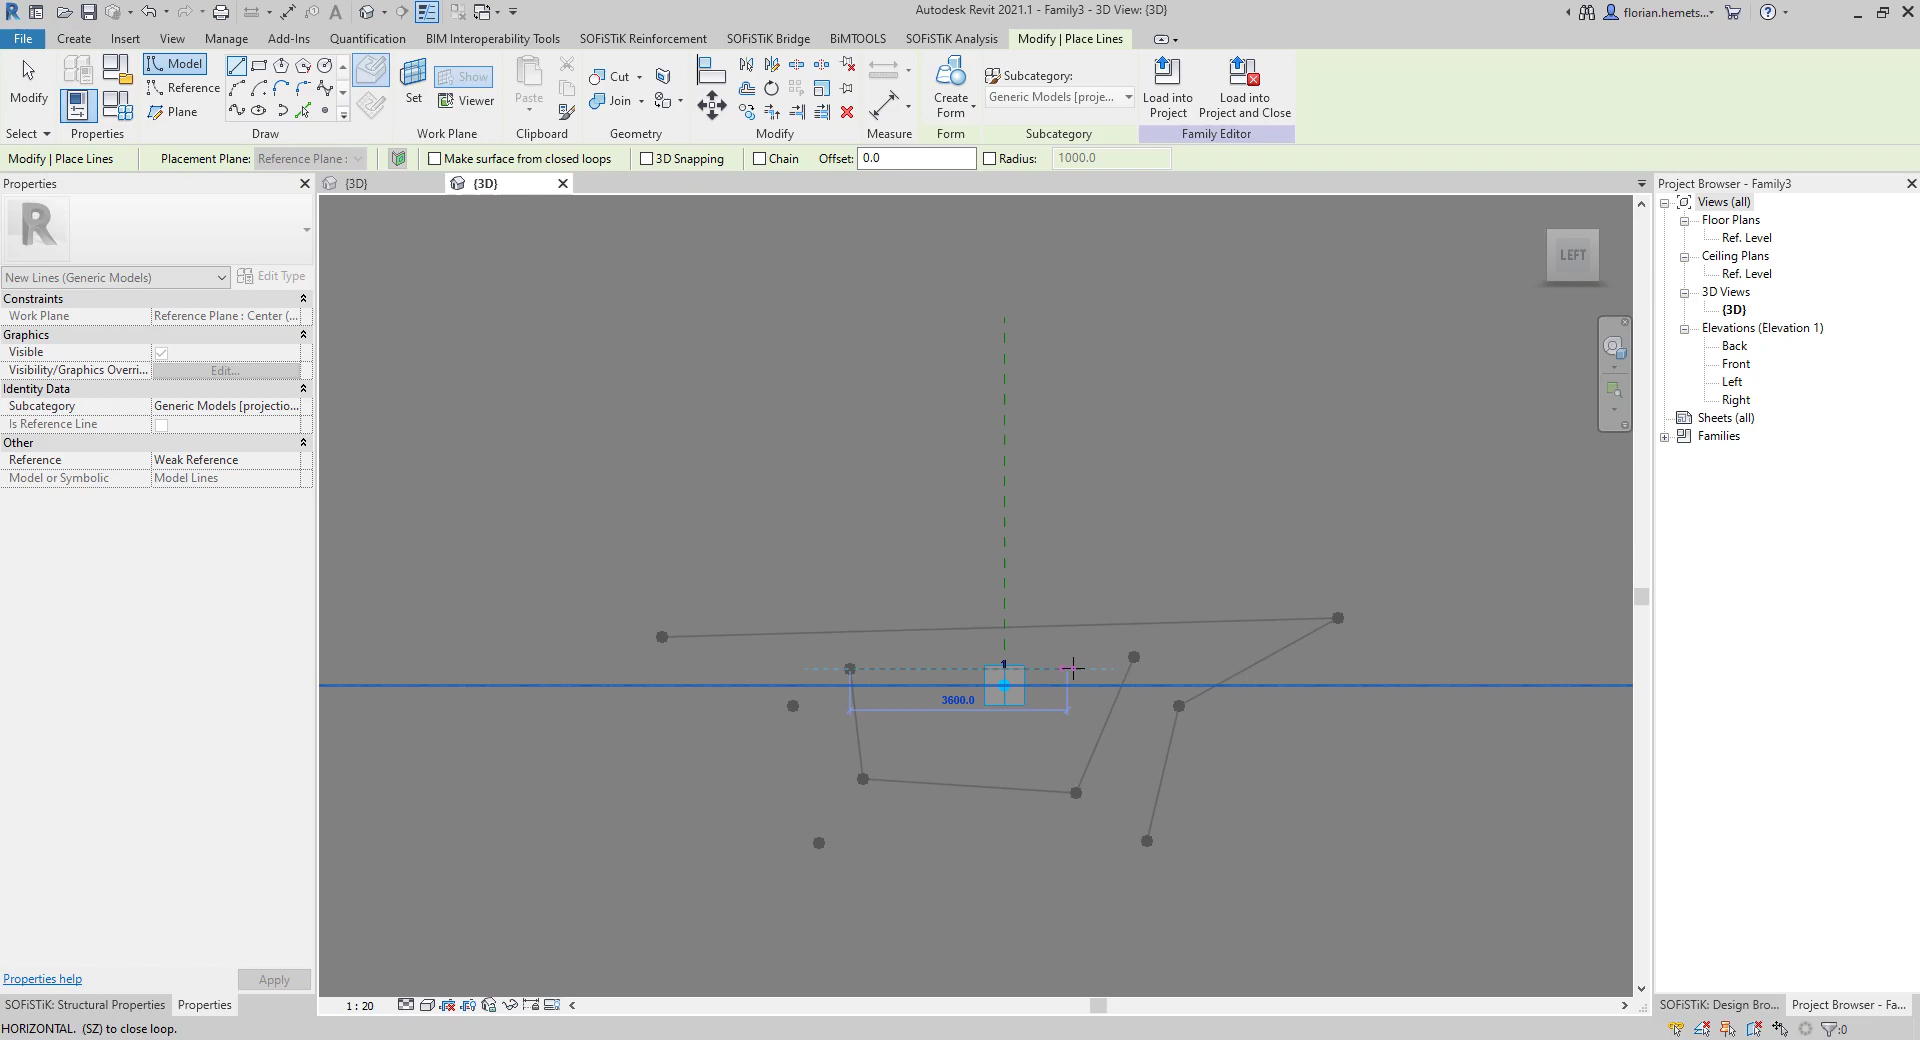 Autodesk Revit 2021.1 - Family3 - 3D View: {3D}
florian.hemets...
File
Create
Insert
View
Manage
Add-Ins
Quantification
BIM Interoperability Tools
SOFiSTiK Reinforcement
SOFiSTiK Bridge
BiMTOOLS
SOFiSTiK Analysis
Modify | Place Lines
Modify
Model
Reference
Plane
Set
Show
Viewer
Paste
Cut
Join
Create
Form
Subcategory:
Generic Models [proje...
Load into
Project
Load into
Project and Close
Select
Properties
Draw
Work Plane
Clipboard
Geometry
Modify
Measure
Form
Subcategory
Family Editor
Modify | Place Lines
Placement Plane:
Reference Plane :
Make surface from closed loops
3D Snapping
Chain
Offset:
0.0
Radius:
1000.0
Properties
{3D}
{3D}
Project Browser - Family3
R
New Lines (Generic Models)
Edit Type
Constraints
Work Plane
Reference Plane : Center (...
Graphics
Visible
Visibility/Graphics Overri...
Edit...
Identity Data
Subcategory
Generic Models [projectio...
Is Reference Line
Other
Reference
Weak Reference
Model or Symbolic
Model Lines
LEFT
1
3600.0
Views (all)
Floor Plans
Ref. Level
Ceiling Plans
Ref. Level
3D Views
{3D}
Elevations (Elevation 1)
Back
Front
Left
Right
Sheets (all)
Families
Properties help
Apply
SOFiSTiK: Structural Properties
Properties
1 : 20
SOFiSTiK: Design Bro...
Project Browser - Fa...
HORIZONTAL.  (SZ) to close loop.
:0